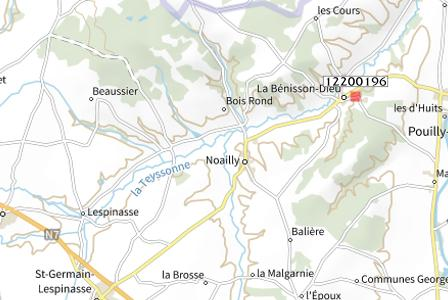 les Cours
12200196
La Bénisson-Dieu
Beaussier
Bois Rond
les d'Huits
Pouilly-
la Teyssonne
Noailly
Lespinasse
N7
Balière
St-Germain-
Lespinasse
la Brosse
la Malgarnie
Communes George
l'Époux